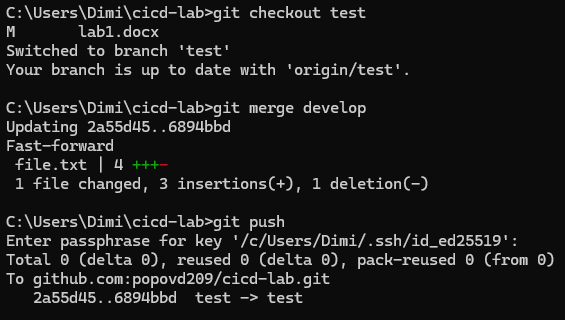 C:\Users\Dimi\cicd-lab>git checkout test
M       lab1.docx
Switched to branch 'test'
Your branch is up to date with 'origin/test'.
C:\Users\Dimi\cicd-lab>git merge develop
Updating 2a55d45..6894bbd
Fast-forward
 file.txt | 4 +++-
 1 file changed, 3 insertions(+), 1 deletion(-)
C:\Users\Dimi\cicd-lab>git push
Enter passphrase for key '/c/Users/Dimi/.ssh/id_ed25519':
Total 0 (delta 0), reused 0 (delta 0), pack-reused 0 (from 0)
To github.com:popovd209/cicd-lab.git
   2a55d45..6894bbd  test -> test